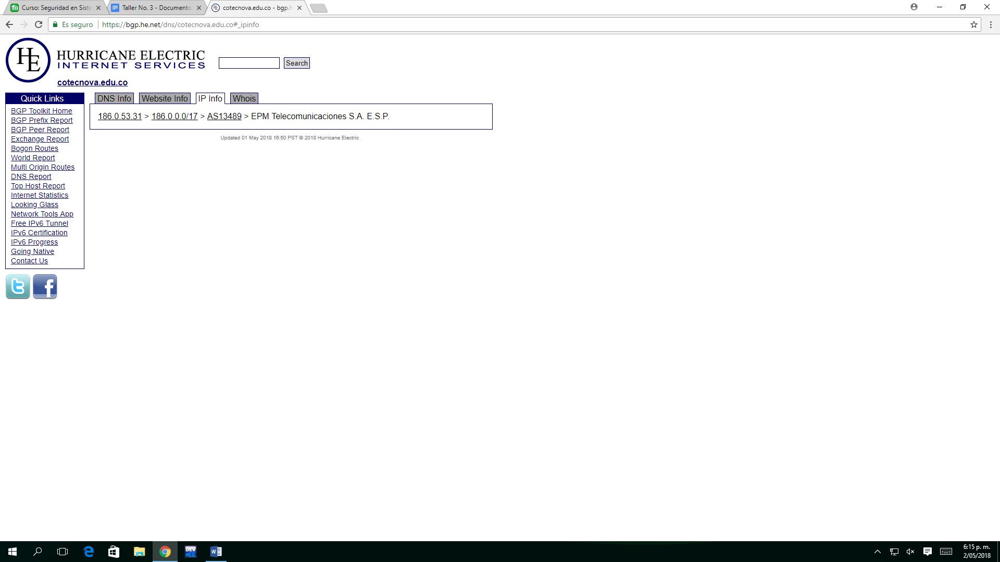 Curso: Seguridad en Siste
Taller No. 3 - Documento
cotecnova.edu.co - bgp.h
Es seguro
https://bgp.he.net/dns/cotecnova.edu.co#_ipinfo
HE
HURRICANE ELECTRIC
INTERNET SERVICES
Search
cotecnova.edu.co
Quick Links
BGP Toolkit Home
BGP Prefix Report
BGP Peer Report
Exchange Report
Bogon Routes
World Report
Multi Origin Routes
DNS Report
Top Host Report
Internet Statistics
Looking Glass
Network Tools App
Free IPv6 Tunnel
IPv6 Certification
IPv6 Progress
Going Native
Contact Us
DNS Info Website Info IP Info Whois
186.0.53.31 > 186.0.0.0/17 > AS13489 > EPM Telecomunicaciones S.A. E.S.P.
Updated 01 May 2018 16:50 PST © 2018 Hurricane Electric
DEV
C++
6:15 p. m.
2/05/2018